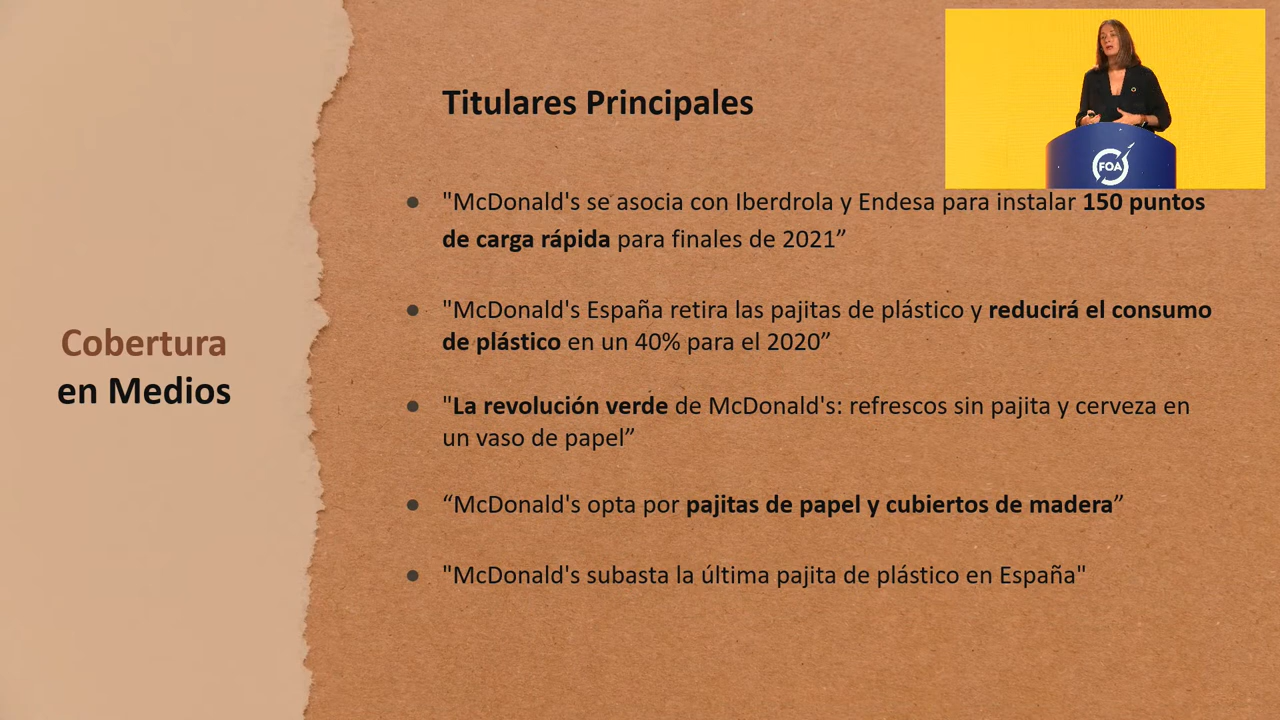 Titulares Principales
FOA
"McDonald's se asocia con Iberdrola y Endesa para instalar 150 puntos
de carga rápida para finales de 2021”
"McDonald's España retira las pajitas de plástico y reducirá el consumo
de plástico en un 40% para el 2020”
Cobertura
en Medios
"La revolución verde de McDonald's: refrescos sin pajita y cerveza en
un vaso de papel”
“McDonald's opta por pajitas de papel y cubiertos de madera”
"McDonald's subasta la última pajita de plástico en España"